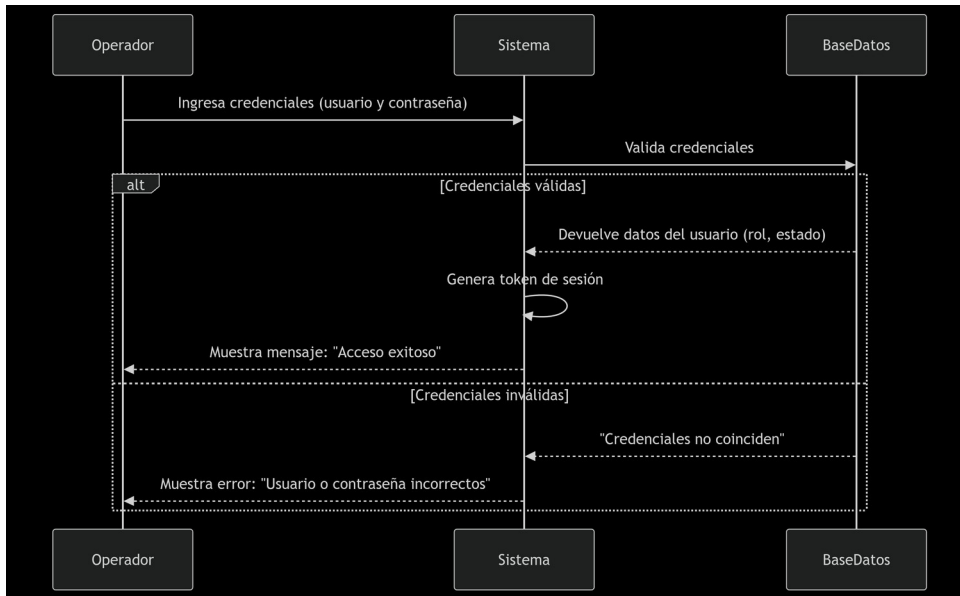 Operador
Sistema
BaseDatos
Ingresa credenciales (usuario y contraseña)
Valida credenciales
alt
[Credenciales válidas]
Devuelve datos del usuario (rol, estado)
Genera token de sesión
Muestra mensaje: "Acceso exitoso"
[Credenciales inválidas]
"Credenciales no coinciden"
Muestra error: "Usuario o contraseña incorrectos"
Operador
Sistema
BaseDatos